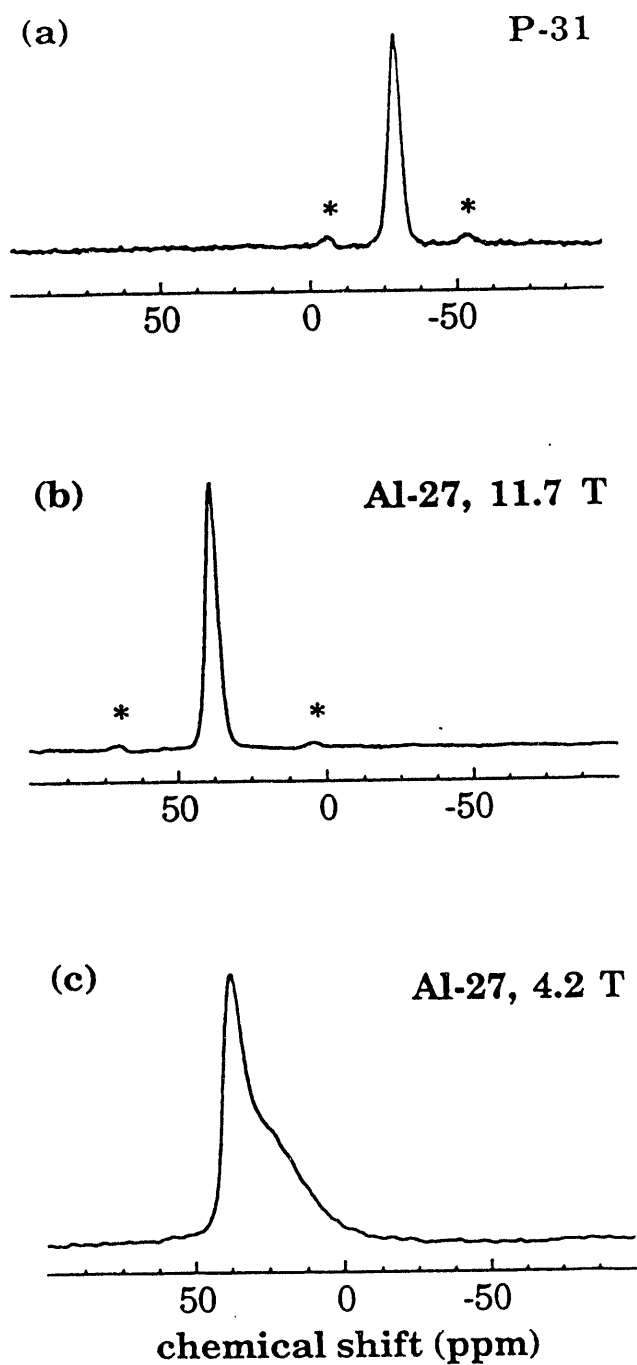 (a) P-31
* *
50 0 -50
(b) Al-27, 11.7 T
* *
50 0 -50
(c) Al-27, 4.2 T
50 0 -50
chemical shift (ppm)